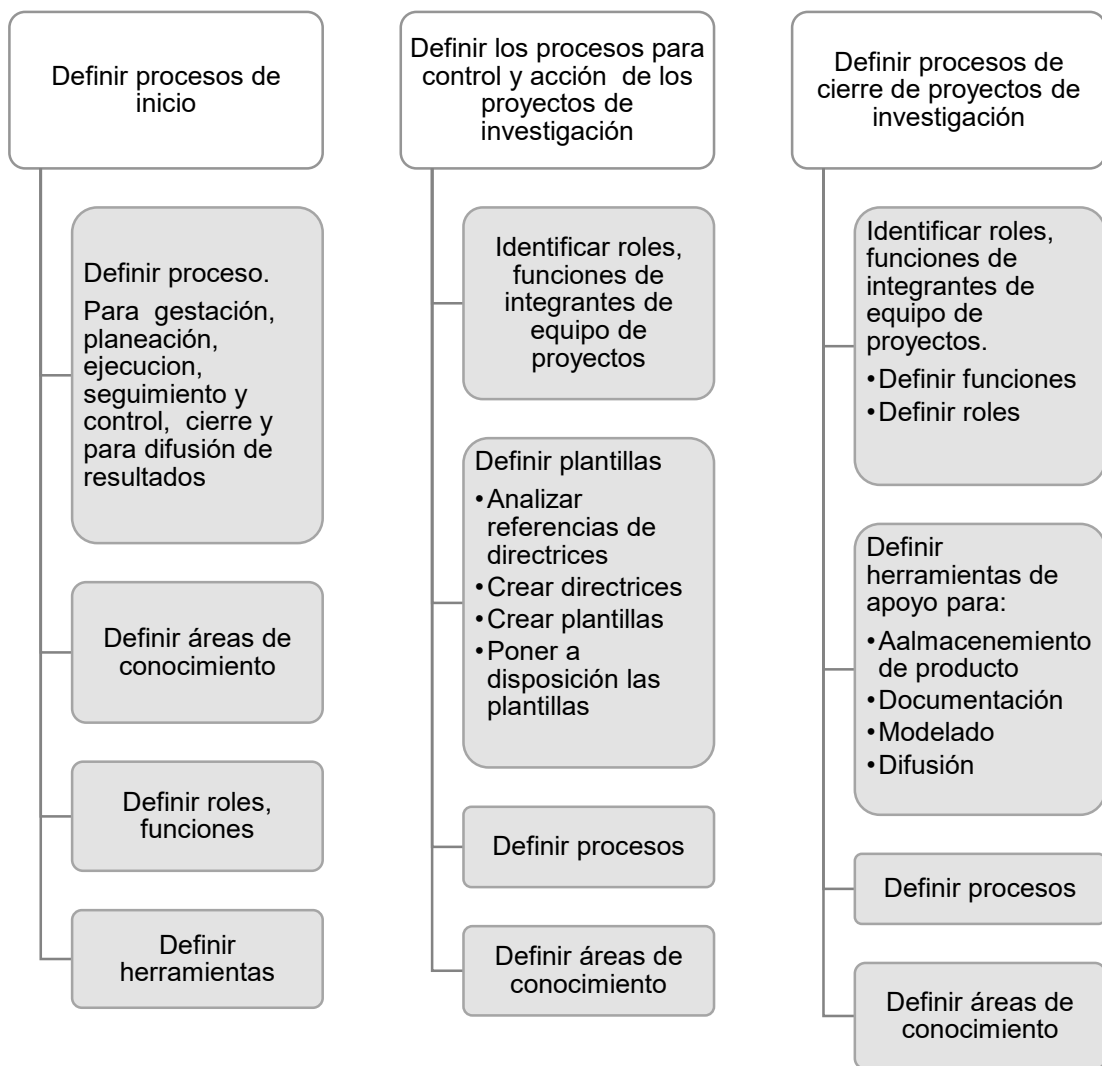 Definir procesos de
inicio
Definir proceso.
Para gestación,
planeación,
ejecucion,
seguimiento y
control, cierre y
para difusión de
resultados
Definir áreas de
conocimiento
Definir roles,
funciones
Definir
herramientas
Definir los procesos para
control y acción de los
proyectos de
investigación
Identificar roles,
funciones de
integrantes de
equipo de
proyectos
Definir plantillas
•Analizar
referencias de
directrices
•Crear directrices
•Crear plantillas
•Poner a
disposición las
plantillas
Definir procesos
Definir áreas de
conocimiento
Definir procesos de
cierre de proyectos de
investigación
Identificar roles,
funciones de
integrantes de
equipo de
proyectos.
•Definir funciones
•Definir roles
Definir
herramientas de
apoyo para:
•Aalmacenemiento
de producto
•Documentación
•Modelado
•Difusión
Definir procesos
Definir áreas de
conocimiento